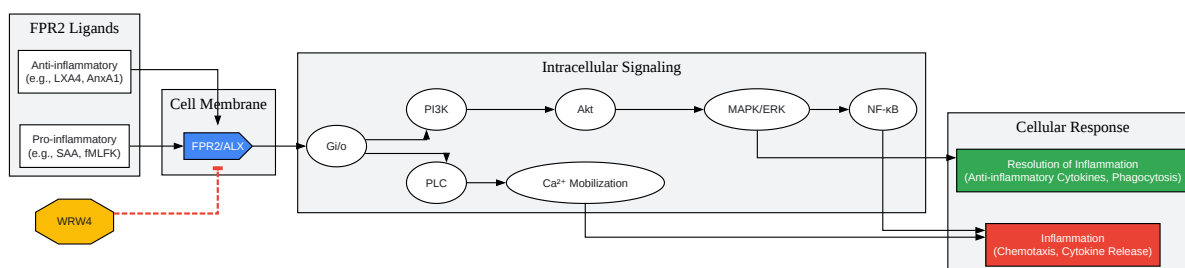 FPR2 Ligands
Anti-inflammatory
(e.g., LXA4, AnxA1)
Pro-inflammatory
(e.g., SAA, fMLFK)
WRW4
Cell Membrane
FPR2/ALX
Intracellular Signaling
Gi/o
PI3K
Akt
MAPK/ERK
NF-κB
PLC
Ca²⁺ Mobilization
Cellular Response
Resolution of Inflammation
(Anti-inflammatory Cytokines, Phagocytosis)
Inflammation
(Chemotaxis, Cytokine Release)